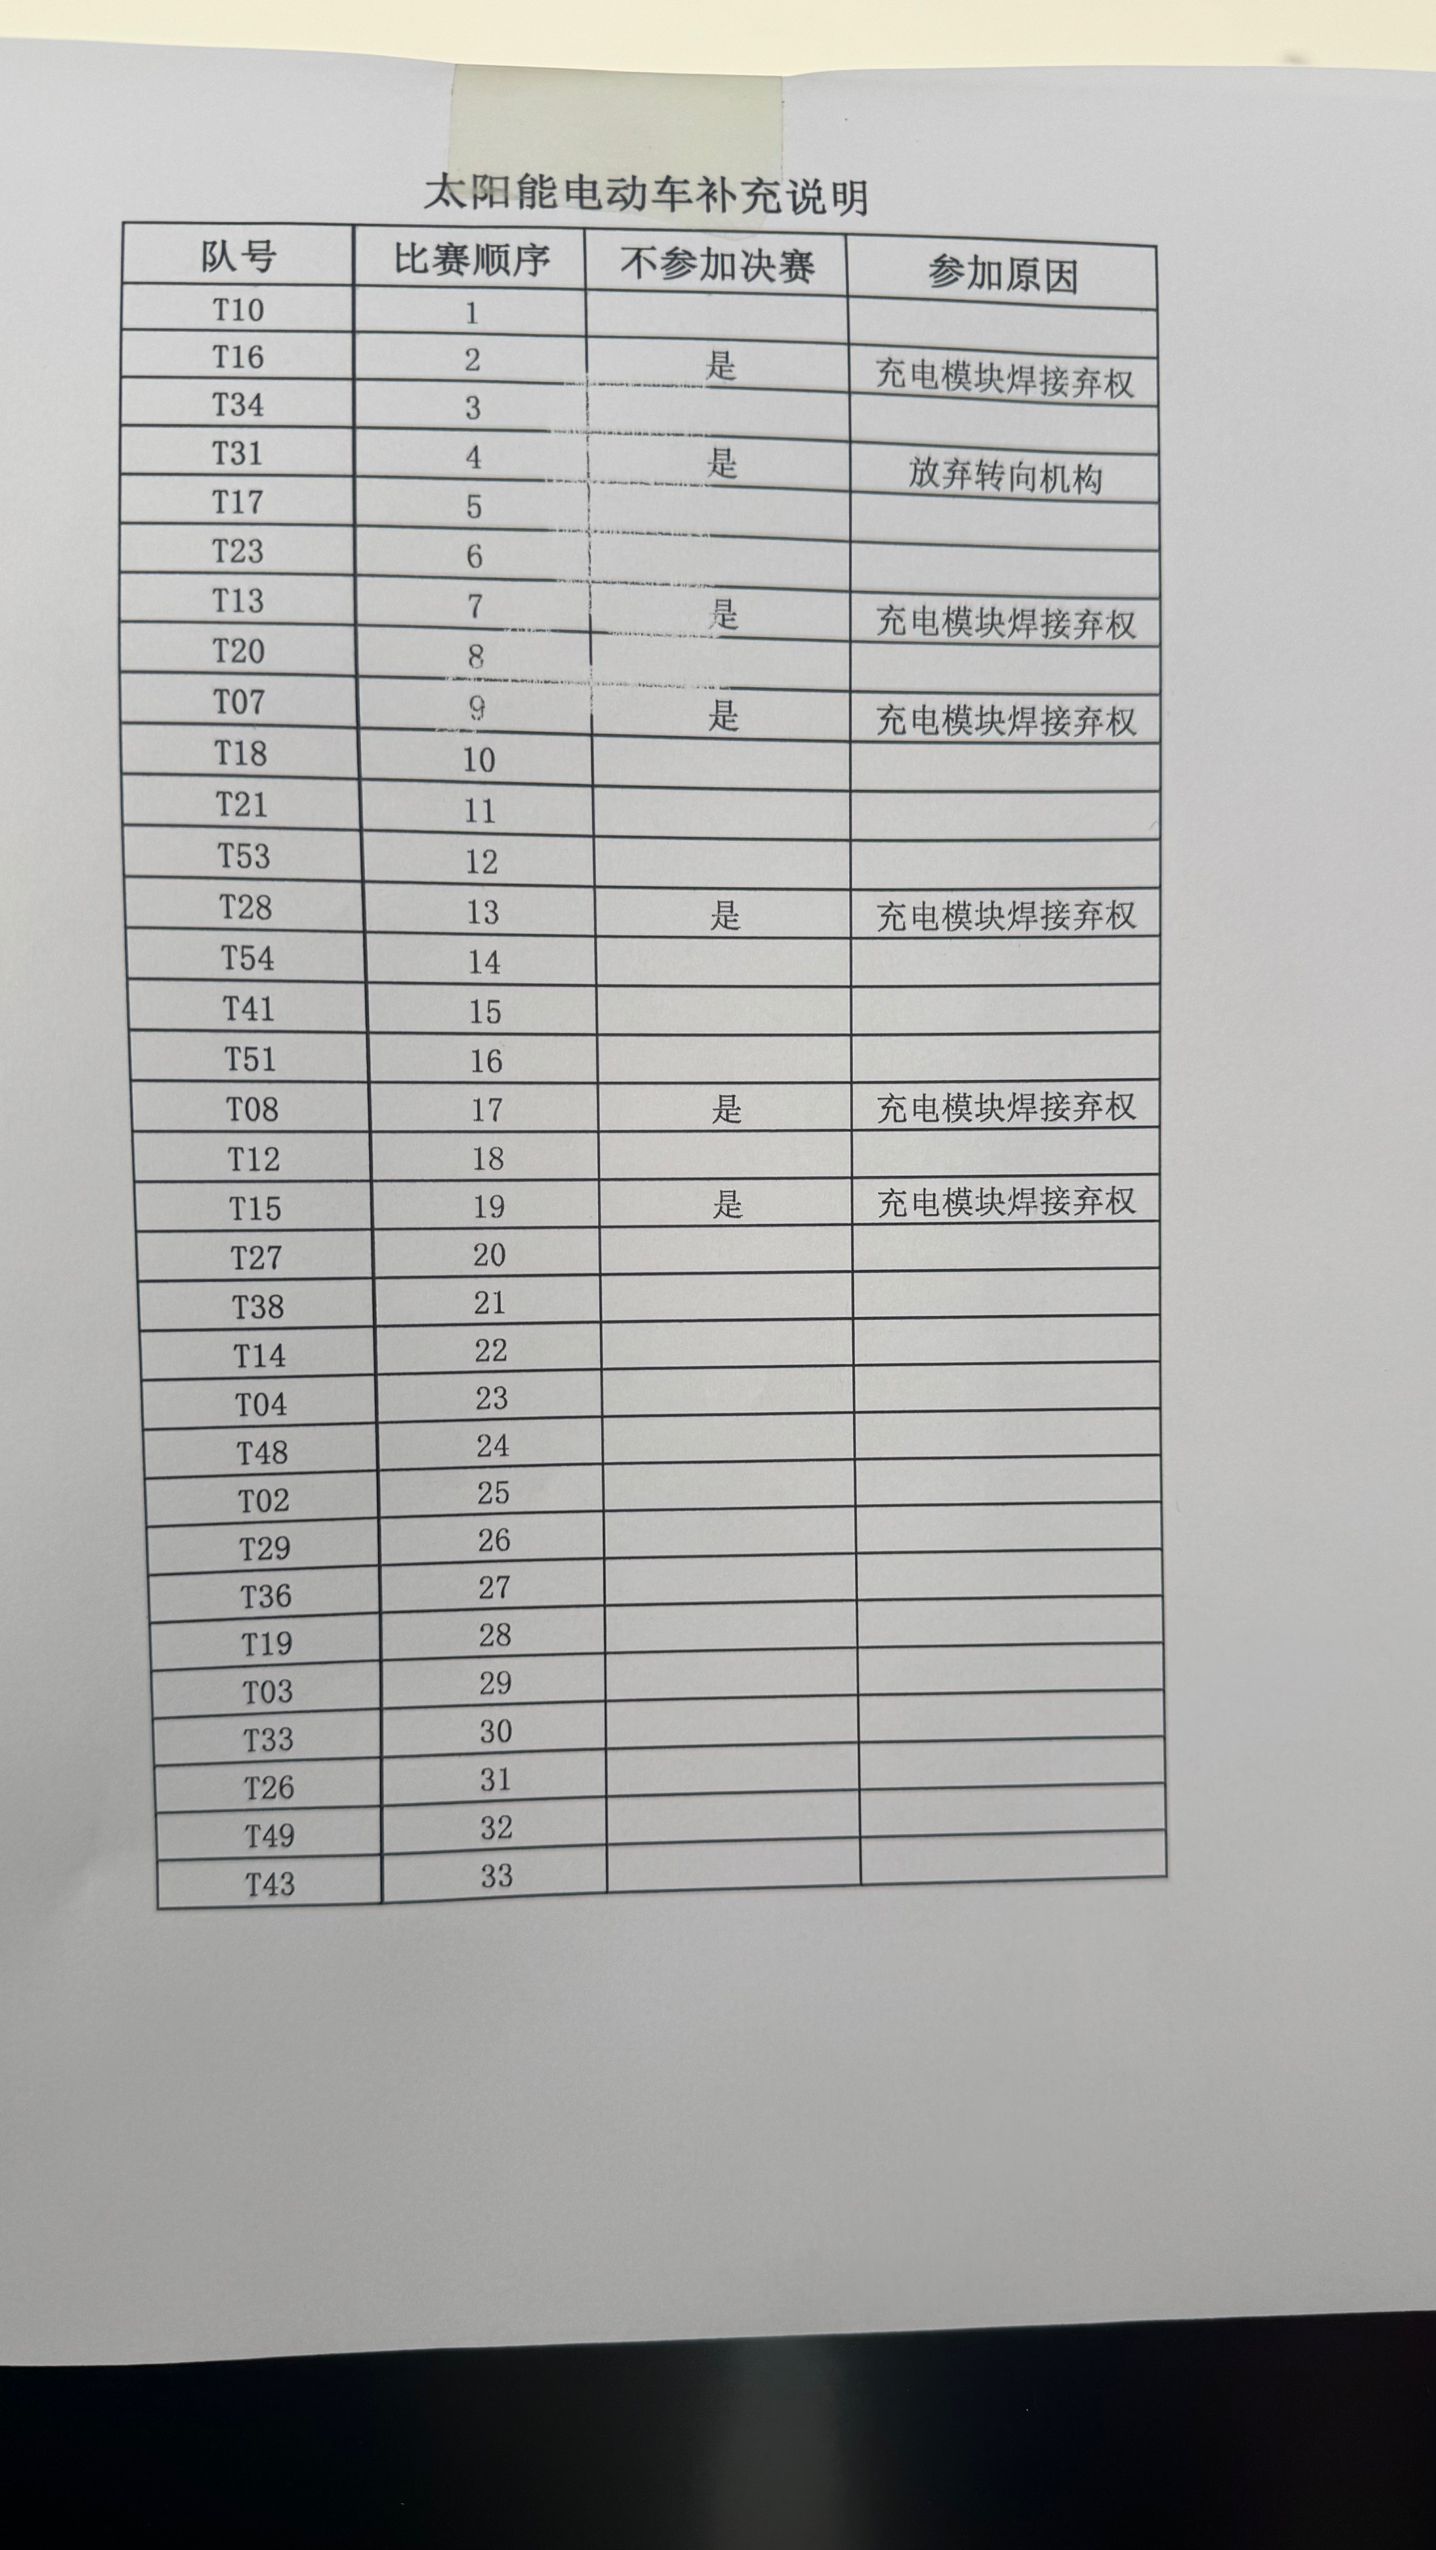 太阳能电动车补充说明
队号 比赛顺序 不参加决赛 参加原因
T10 1
T16 2 是 充电模块焊接弃权
T34 3
T31 4 是 放弃转向机构
T17 5
T23 6
T13 7 是 充电模块焊接弃权
T20 8
T07 9 是 充电模块焊接弃权
T18 10
T21 11
T53 12
T28 13 是 充电模块焊接弃权
T54 14
T41 15
T51 16
T08 17 是 充电模块焊接弃权
T12 18
T15 19 是 充电模块焊接弃权
T27 20
T38 21
T14 22
T04 23
T48 24
T02 25
T29 26
T36 27
T19 28
T03 29
T33 30
T26 31
T49 32
T43 33